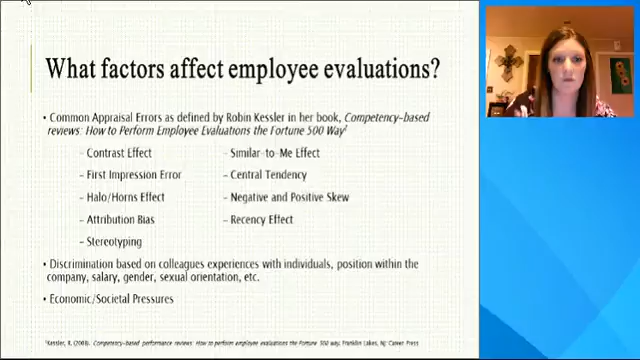 What factors affect employee evaluations?
• Common Appraisal Errors as defined by Robin Kessler in her book, Competency-based
reviews: How to Perform Employee Evaluations the Fortune 500 Way¹
– Contrast Effect
– First Impression Error
– Halo/Horns Effect
– Attribution Bias
– Stereotyping
– Similar-to-Me Effect
– Central Tendency
– Negative and Positive Skew
– Recency Effect
• Discrimination based on colleagues experiences with individuals, position within the
company, salary, gender, sexual orientation, etc.
• Economic/Societal Pressures
¹Kessler, R. (2008). Competency-based performance reviews: How to perform employee evaluations the Fortune 500 way. Franklin Lakes, NJ: Career Press